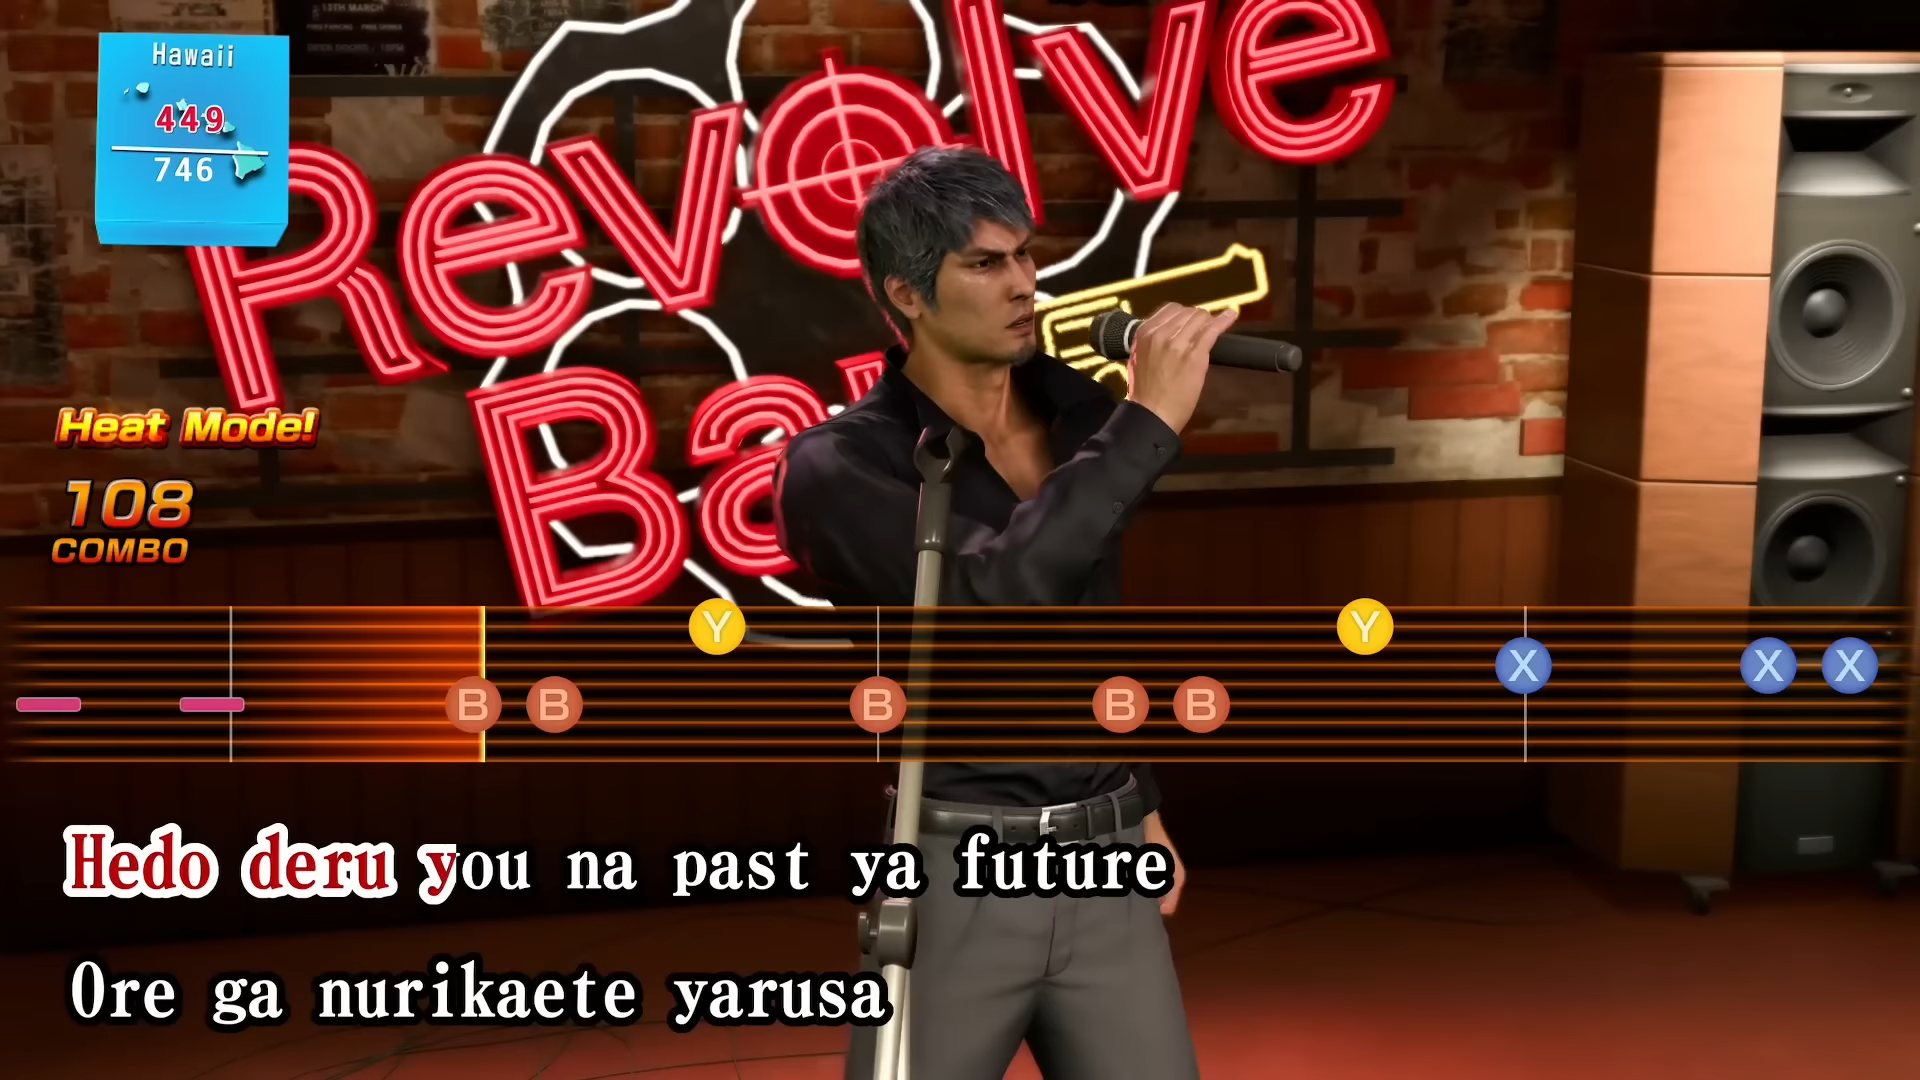 Hawaii
449
746
Revolve
Ba
Heat Mode!
108
COMBO
Y
Y
X
X
X
B
B
B
B
B
Hedo deru you na past ya future
Ore ga nurikaete yarusa